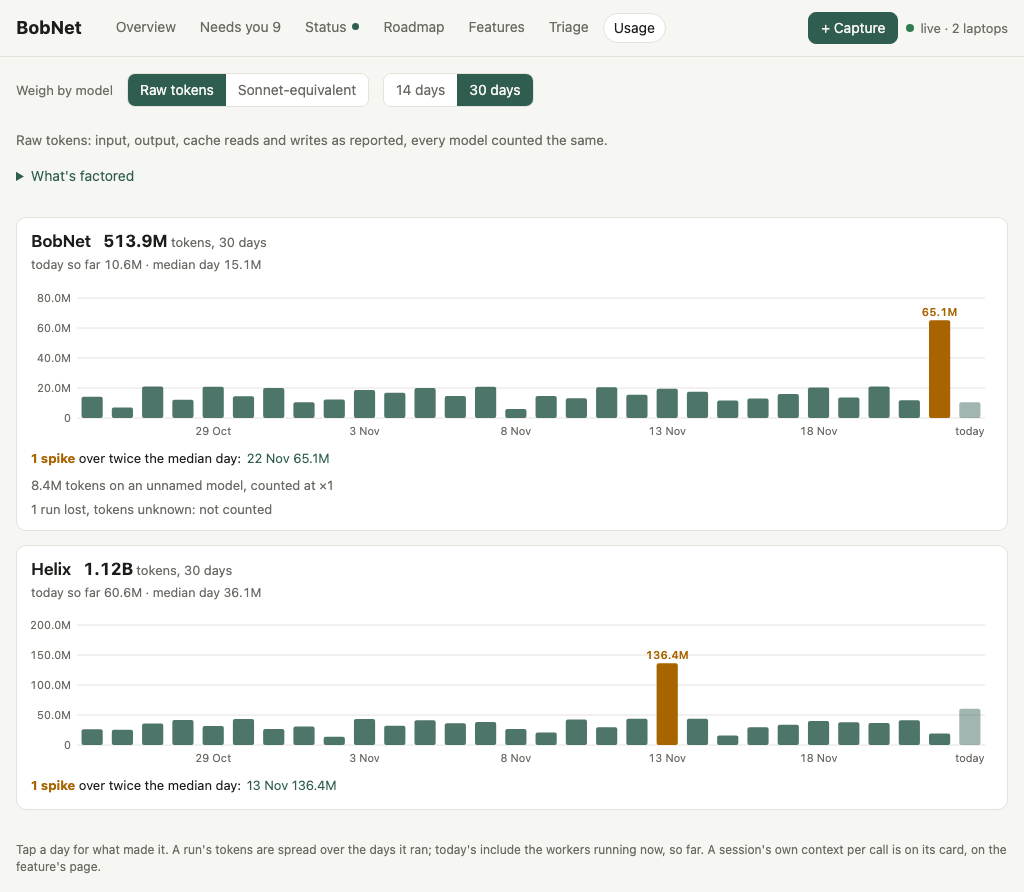 BobNet Overview Needs you 9 Status Roadmap Features Triage Usage + Capture live · 2 laptops
Weigh by model Raw tokens Sonnet-equivalent 14 days 30 days
Raw tokens: input, output, cache reads and writes as reported, every model counted the same.
What's factored
BobNet 513.9M tokens, 30 days
today so far 10.6M · median day 15.1M
80.0M
65.1M
60.0M
40.0M
20.0M
0
29 Oct 3 Nov 8 Nov 13 Nov 18 Nov today
1 spike over twice the median day: 22 Nov 65.1M
8.4M tokens on an unnamed model, counted at ×1
1 run lost, tokens unknown: not counted
Helix 1.12B tokens, 30 days
today so far 60.6M · median day 36.1M
200.0M
150.0M 136.4M
100.0M
50.0M
0
29 Oct 3 Nov 8 Nov 13 Nov 18 Nov today
1 spike over twice the median day: 13 Nov 136.4M
Tap a day for what made it. A run's tokens are spread over the days it ran; today's include the workers running now, so far. A session's own context per call is on its card, on the
feature's page.